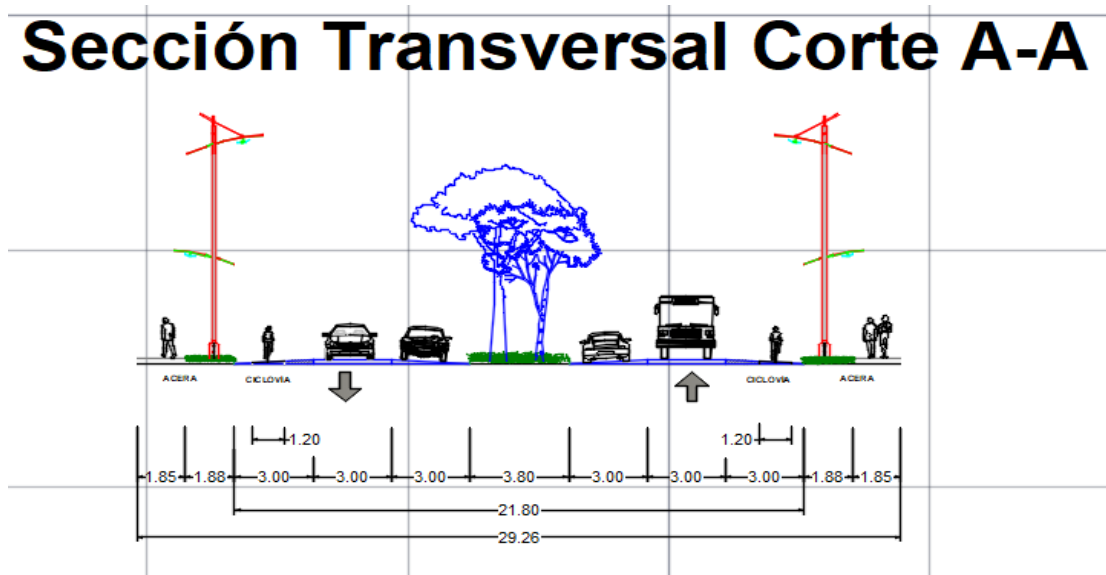 Sección Transversal Corte A-A
ACERA CICLOVÍA CICLOVÍA ACERA
1.20 1.20
1.85 1.88 3.00 3.00 3.00 3.80 3.00 3.00 3.00 1.88 1.85
21.80
29.26